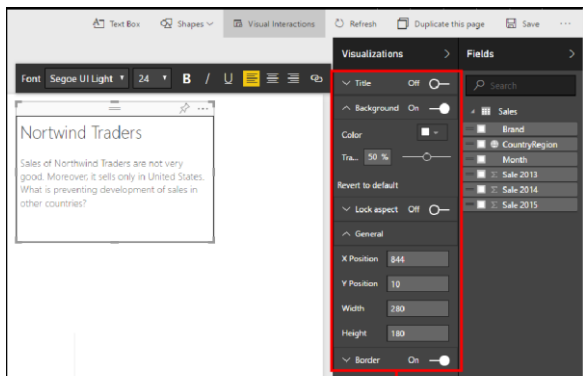 Text Box
Shapes
Visual Interactions
Refresh
Duplicate this page
Save
...
Visualizations
Fields
Font Segoe UI Light 24 B / U
Nortwind Traders
Sales of Northwind Traders are not very
good. Moreover, it sells only in United States.
What is preventing development of sales in
other countries?
Title Off
Background On
Color
Tra... 50 %
Revert to default
Lock aspect Off
General
X Position 844
Y Position 10
Width 280
Height 180
Border On
Search
Sales
Brand
CountryRegion
Month
Σ Sale 2013
Σ Sale 2014
Σ Sale 2015